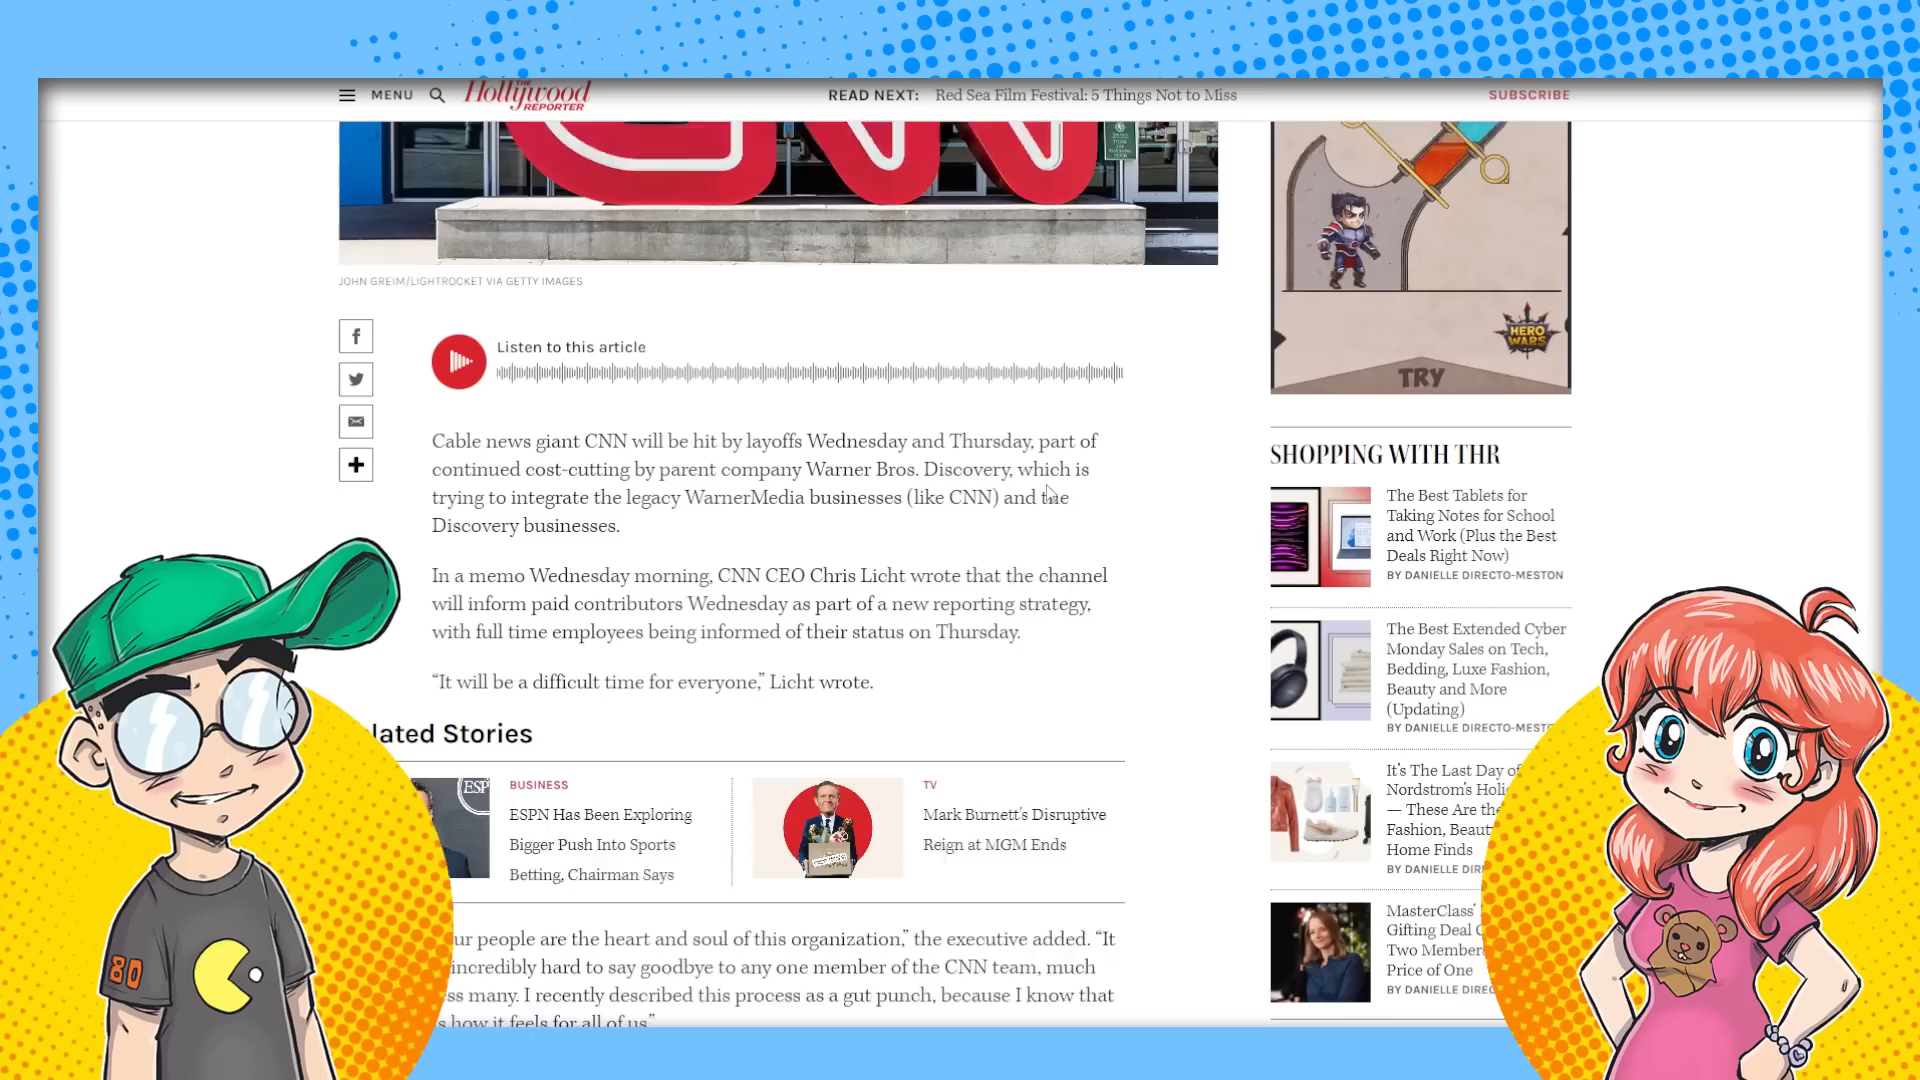 MENU
THE
Hollywood
REPORTER
READ NEXT: Red Sea Film Festival: 5 Things Not to Miss
SUBSCRIBE
CNN
JOHN GREIM/LIGHTROCKET VIA GETTY IMAGES
Listen to this article
Cable news giant CNN will be hit by layoffs Wednesday and Thursday, part of
continued cost-cutting by parent company Warner Bros. Discovery, which is
trying to integrate the legacy WarnerMedia businesses (like CNN) and the
Discovery businesses.
In a memo Wednesday morning, CNN CEO Chris Licht wrote that the channel
will inform paid contributors Wednesday as part of a new reporting strategy,
with full time employees being informed of their status on Thursday.
“It will be a difficult time for everyone,” Licht wrote.
lated Stories
ESP
BUSINESS
ESPN Has Been Exploring
Bigger Push Into Sports
Betting, Chairman Says
TV
Mark Burnett's Disruptive
Reign at MGM Ends
ur people are the heart and soul of this organization,” the executive added. “It
incredibly hard to say goodbye to any one member of the CNN team, much
ss many. I recently described this process as a gut punch, because I know that
s how it feels for all of us.”
HERO
WARS
TRY
SHOPPING WITH THR
The Best Tablets for
Taking Notes for School
and Work (Plus the Best
Deals Right Now)
BY DANIELLE DIRECTO-MESTON
The Best Extended Cyber
Monday Sales on Tech,
Bedding, Luxe Fashion,
Beauty and More
(Updating)
BY DANIELLE DIRECTO-MESTO
It's The Last Day of
Nordstrom's Holi
— These Are the
Fashion, Beaut
Home Finds
BY DANIELLE DIR
MasterClass'
Gifting Deal
Two Members
Price of One
BY DANIELLE DIREC
80